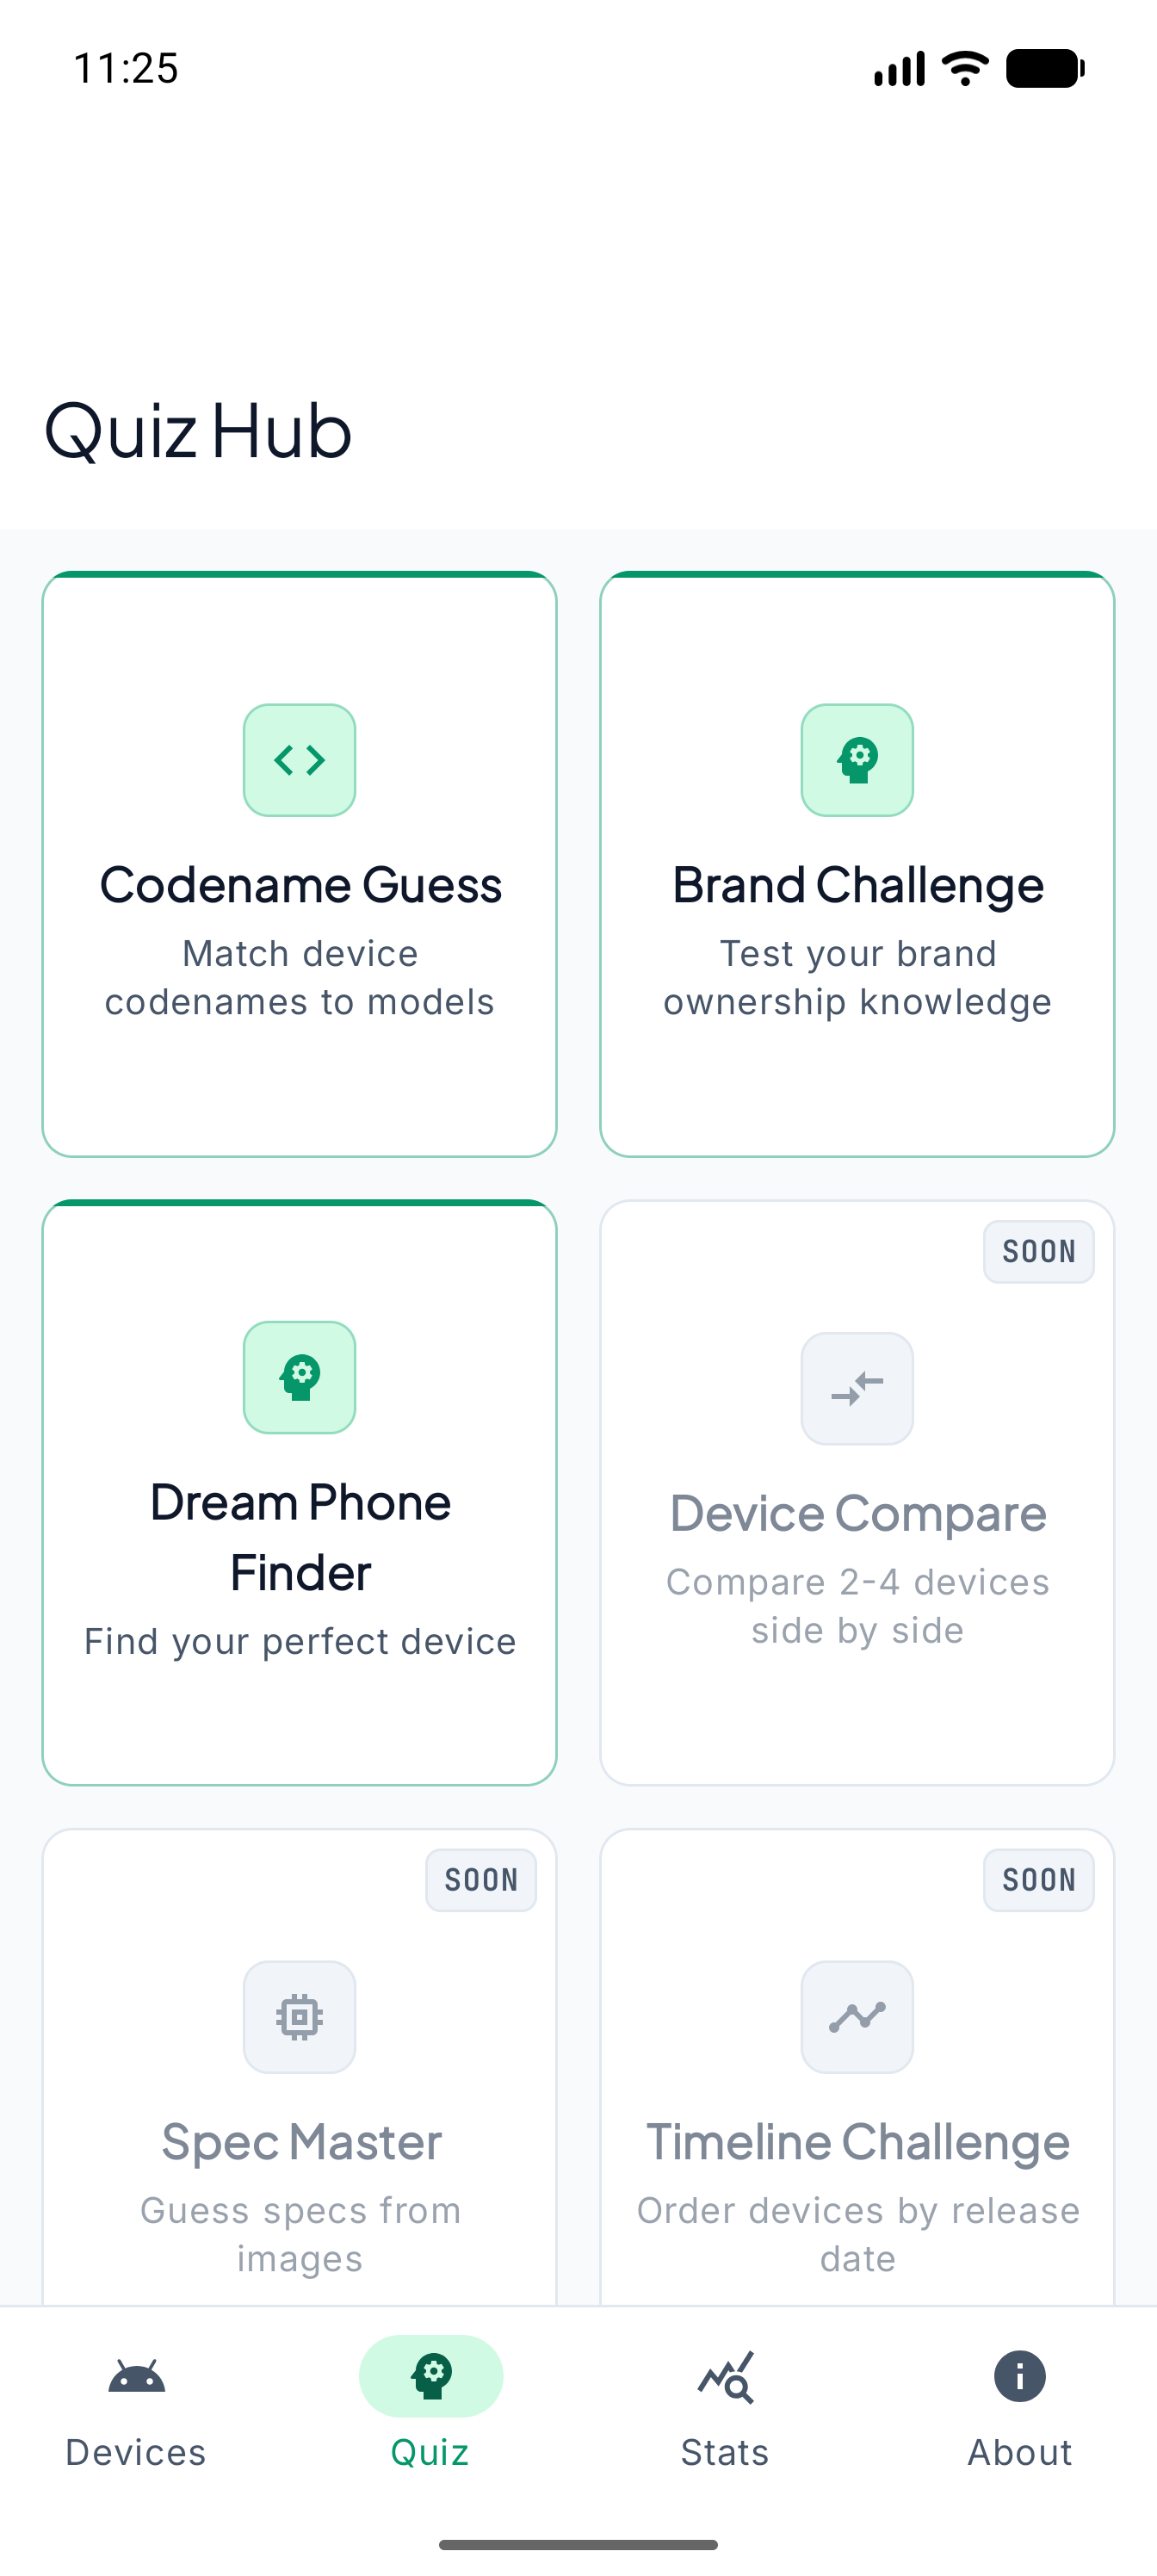 11:25
Quiz Hub
Codename Guess
Match device
codenames to models
Brand Challenge
Test your brand
ownership knowledge
Dream Phone
Finder
Find your perfect device
SOON
Device Compare
Compare 2-4 devices
side by side
SOON
Spec Master
Guess specs from
images
SOON
Timeline Challenge
Order devices by release
date
Devices
Quiz
Stats
About